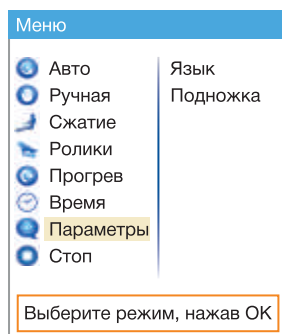 Меню
Авто
Ручная
Сжатие
Ролики
Прогрев
Время
Параметры
Стоп
Язык
Подножка
Выберите режим, нажав ОК